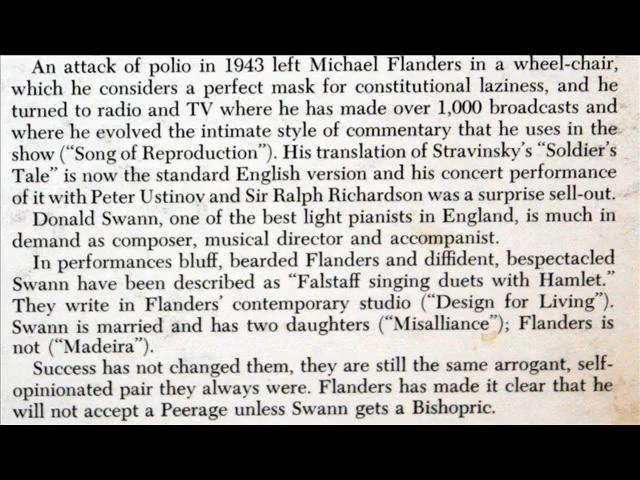 An attack of polio in 1943 left Michael Flanders in a wheel-chair,
which he considers a perfect mask for constitutional laziness, and he
turned to radio and TV where he has made over 1,000 broadcasts and
where he evolved the intimate style of commentary that he uses in the
show (“Song of Reproduction”). His translation of Stravinsky’s “Soldier’s
Tale” is now the standard English version and his concert performance
of it with Peter Ustinov and Sir Ralph Richardson was a surprise sell-out.
Donald Swann, one of the best light pianists in England, is much in
demand as composer, musical director and accompanist.
In performances bluff, bearded Flanders and diffident, bespectacled
Swann have been described as “Falstaff singing duets with Hamlet.”
They write in Flanders’ contemporary studio (“Design for Living”).
Swann is married and has two daughters (“Misalliance”); Flanders is
not (“Madeira”).
Success has not changed them, they are still the same arrogant, self-
opinionated pair they always were. Flanders has made it clear that he
will not accept a Peerage unless Swann gets a Bishopric.